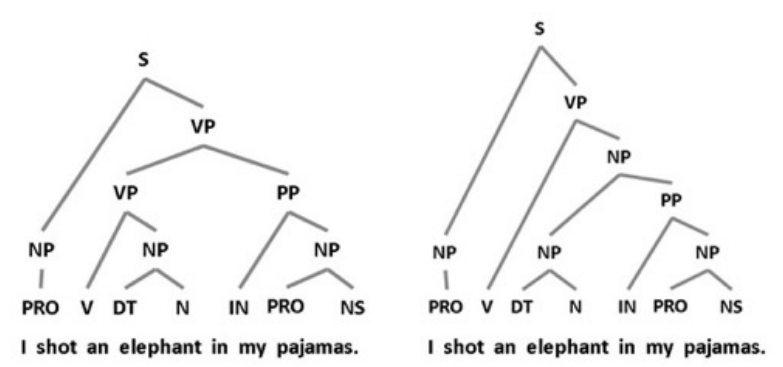 S
VP
VP PP
NP NP NP
PRO V DT N IN PRO NS
I shot an elephant in my pajamas.
S
VP
NP
PP
NP NP NP
PRO V DT N IN PRO NS
I shot an elephant in my pajamas.